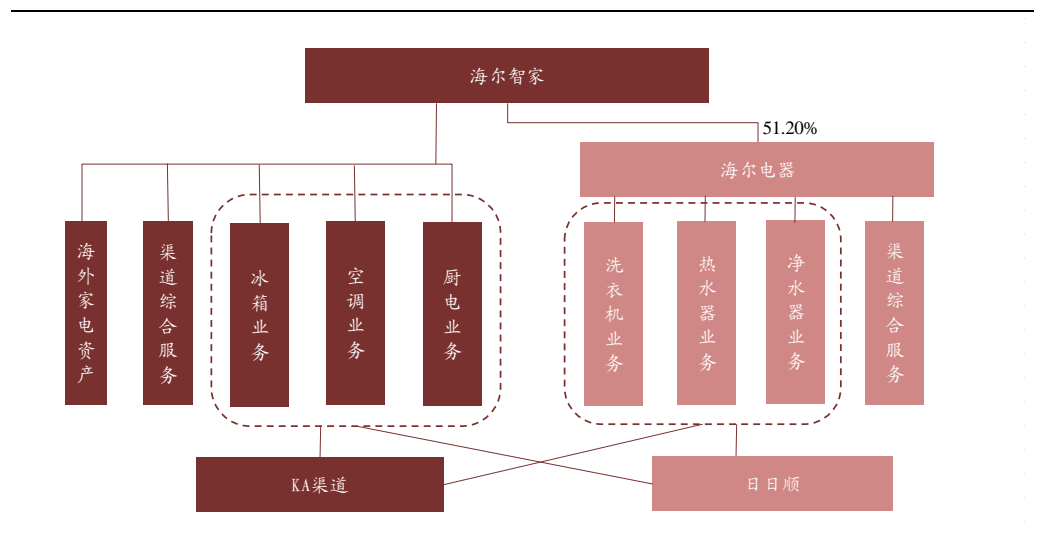 海尔智家
51.20%
海尔电器
海外家电资产
渠道综合服务
冰箱业务
空调业务
厨电业务
洗衣机业务
热水器业务
净水器业务
渠道综合服务
KA渠道
日日顺